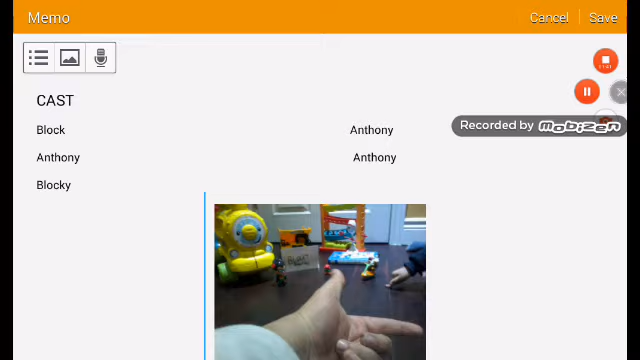 Memo Cancel Save
CAST
Block Anthony
Recorded by mobizen
Anthony Anthony
Blocky